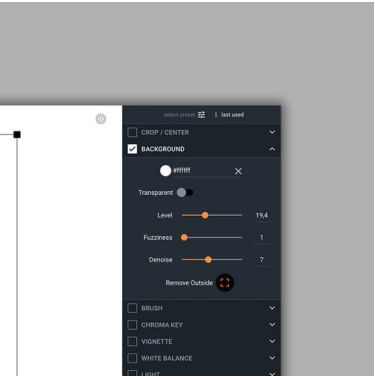 select preset | last used
CROP / CENTER
BACKGROUND
#ffffff
Transparent
Level 19,4
Fuzziness 1
Denoise 7
Remove Outside
BRUSH
CHROMA KEY
VIGNETTE
WHITE BALANCE
LIGHT